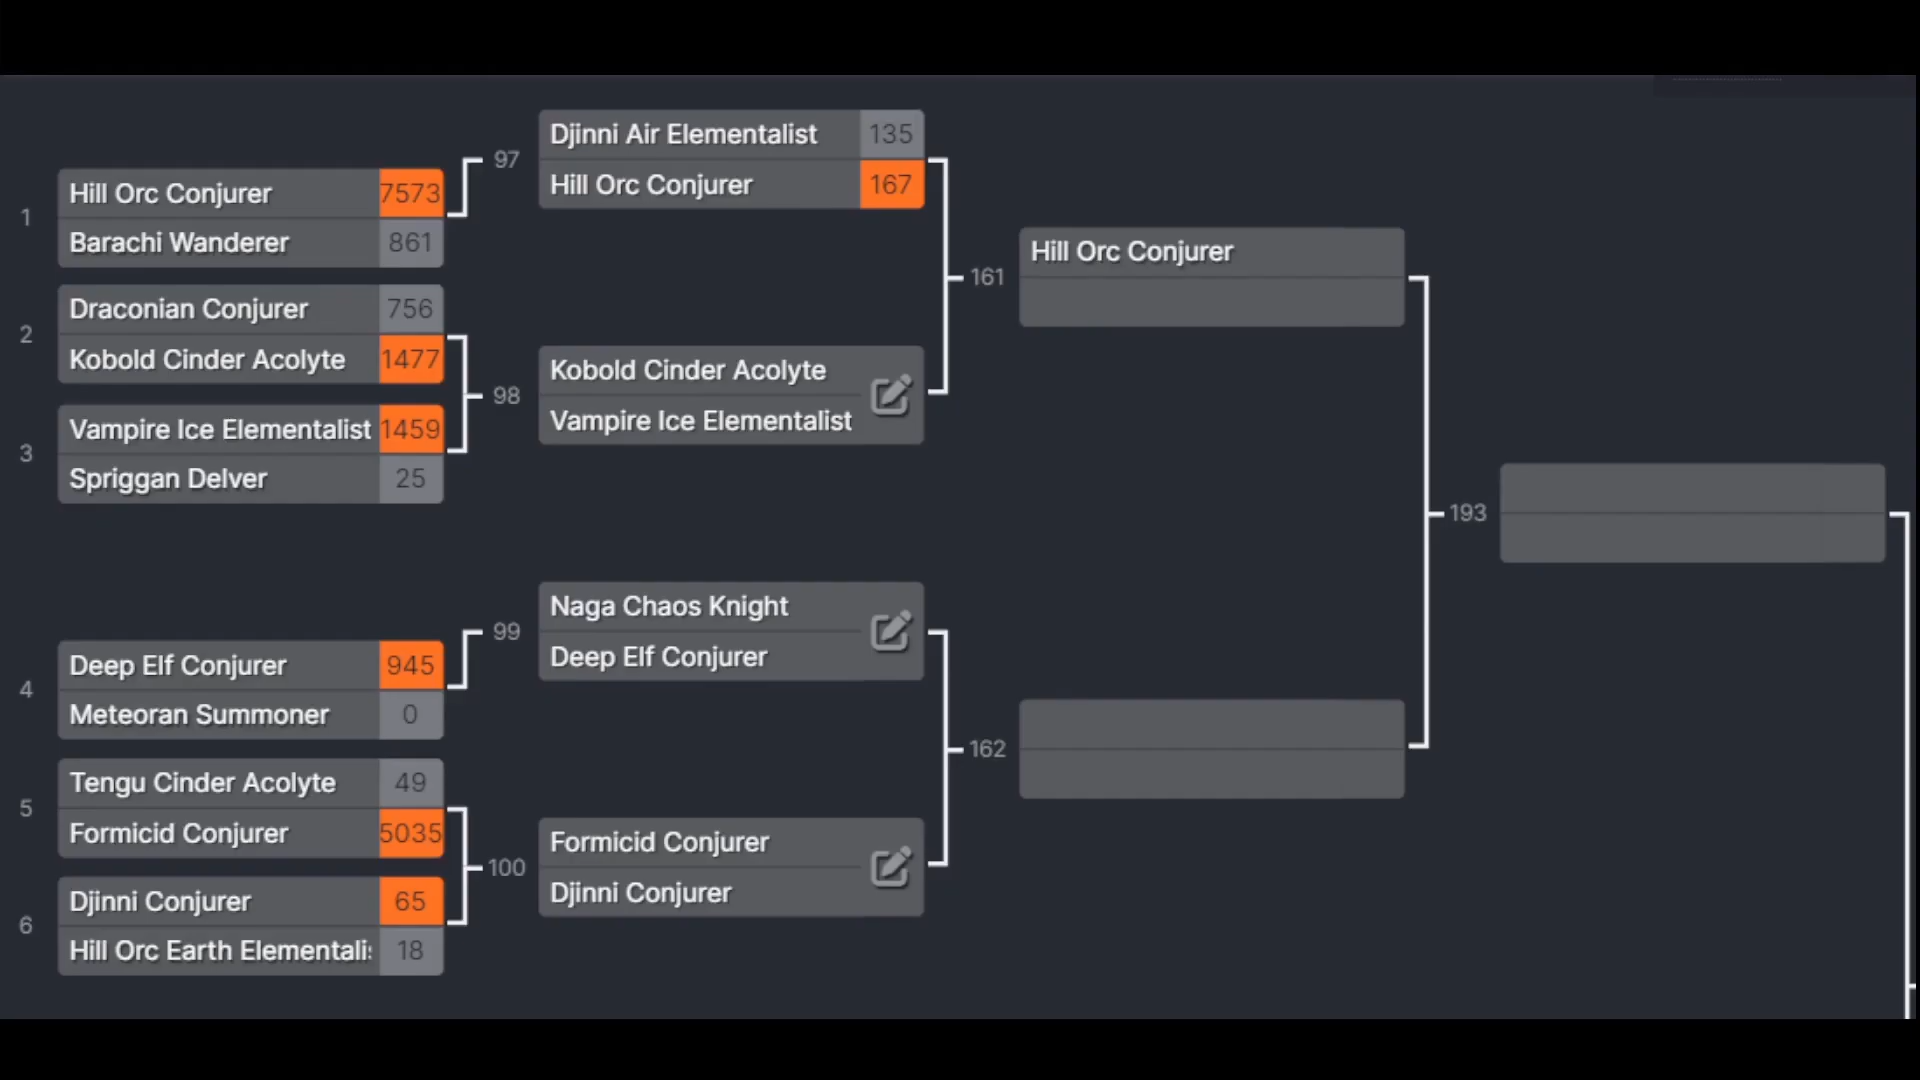 1
Hill Orc Conjurer 7573
Barachi Wanderer 861
2
Draconian Conjurer 756
Kobold Cinder Acolyte 1477
3
Vampire Ice Elementalist 1459
Spriggan Delver 25
4
Deep Elf Conjurer 945
Meteoran Summoner 0
5
Tengu Cinder Acolyte 49
Formicid Conjurer 5035
6
Djinni Conjurer 65
Hill Orc Earth Elementalis 18
97
Djinni Air Elementalist 135
Hill Orc Conjurer 167
98
Kobold Cinder Acolyte
Vampire Ice Elementalist
99
Naga Chaos Knight
Deep Elf Conjurer
100
Formicid Conjurer
Djinni Conjurer
161
Hill Orc Conjurer
162
193